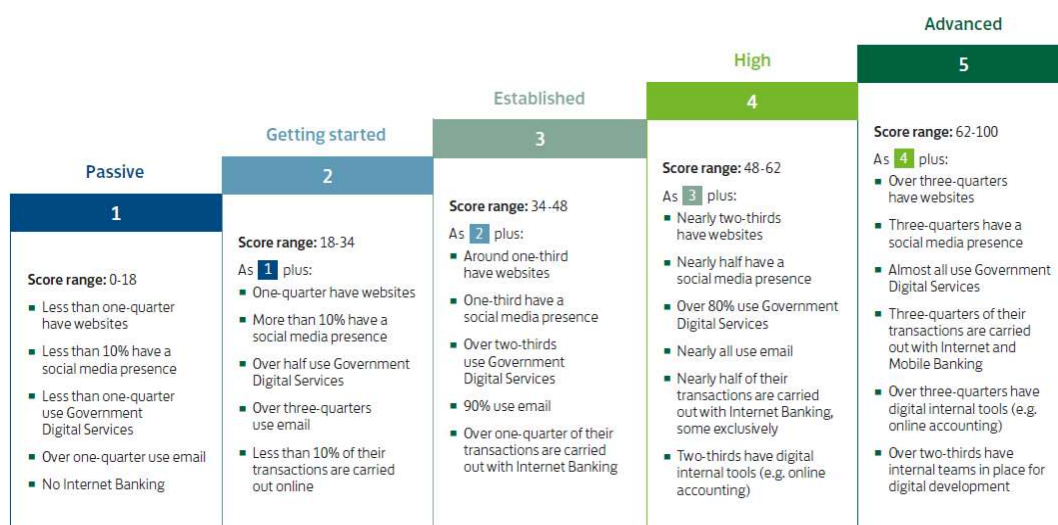 Passive
1
Score range: 0-18
▪ Less than one-quarter
have websites
▪ Less than 10% have a
social media presence
▪ Less than one-quarter
use Government
Digital Services
▪ Over one-quarter use email
▪ No Internet Banking
Getting started
2
Score range: 18-34
As 1 plus:
▪ One-quarter have websites
▪ More than 10% have a
social media presence
▪ Over half use Government
Digital Services
▪ Over three-quarters
use email
▪ Less than 10% of their
transactions are carried
out online
Established
3
Score range: 34-48
As 2 plus:
▪ Around one-third
have websites
▪ One-third have a
social media presence
▪ Over two-thirds
use Government
Digital Services
▪ 90% use email
▪ Over one-quarter of their
transactions are carried
out with Internet Banking
High
4
Score range: 48-62
As 3 plus:
▪ Nearly two-thirds
have websites
▪ Nearly half have a
social media presence
▪ Over 80% use Government
Digital Services
▪ Nearly all use email
▪ Nearly half of their
transactions are carried
out with Internet Banking,
some exclusively
▪ Two-thirds have digital
internal tools (e.g. online
accounting)
Advanced
5
Score range: 62-100
As 4 plus:
▪ Over three-quarters
have websites
▪ Three-quarters have a
social media presence
▪ Almost all use Government
Digital Services
▪ Three-quarters of their
transactions are carried
out with Internet and
Mobile Banking
▪ Over three-quarters have
digital internal tools (e.g.
online accounting)
▪ Over two-thirds have
internal teams in place for
digital development